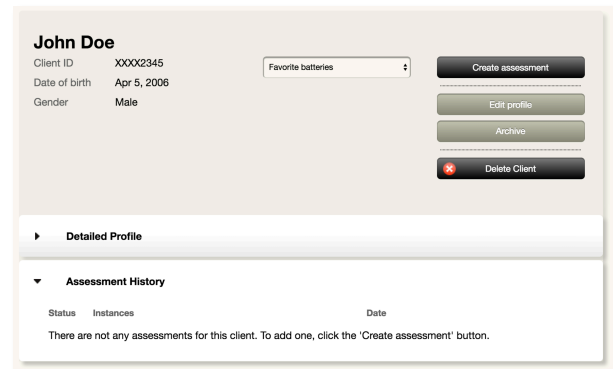 John Doe
Client ID XXXX2345
Date of birth Apr 5, 2006
Gender Male
Favorite batteries
Create assessment
Edit profile
Archive
Delete Client
Detailed Profile
Assessment History
Status Instances Date
There are not any assessments for this client. To add one, click the 'Create assessment' button.